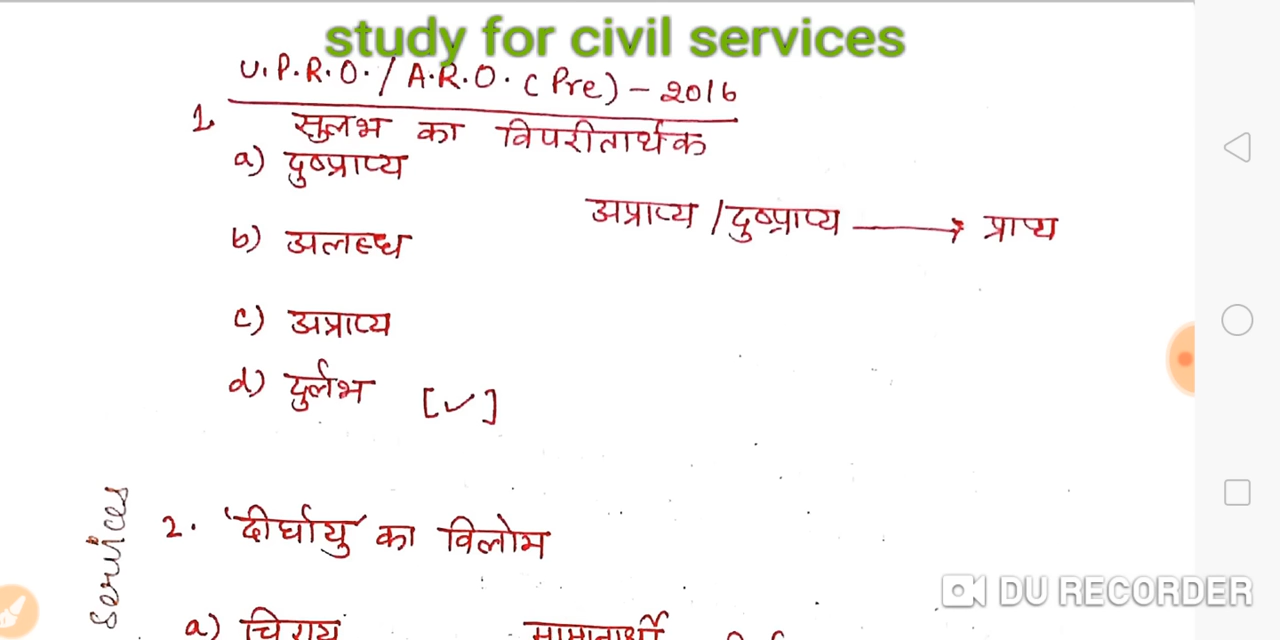 study for civil services
U.P.R.O. / A.R.O. (Pre) - 2016
1. सुलभ का विपरीतार्थक
a) दुष्प्राप्य
अप्राप्य / दुष्प्राप्य → प्राप्य
b) अलब्ध
c) अप्राप्य
d) दुर्लभ [✓]
services
2. 'दीर्घायु' का विलोम
DU RECORDER
a) चिरायु